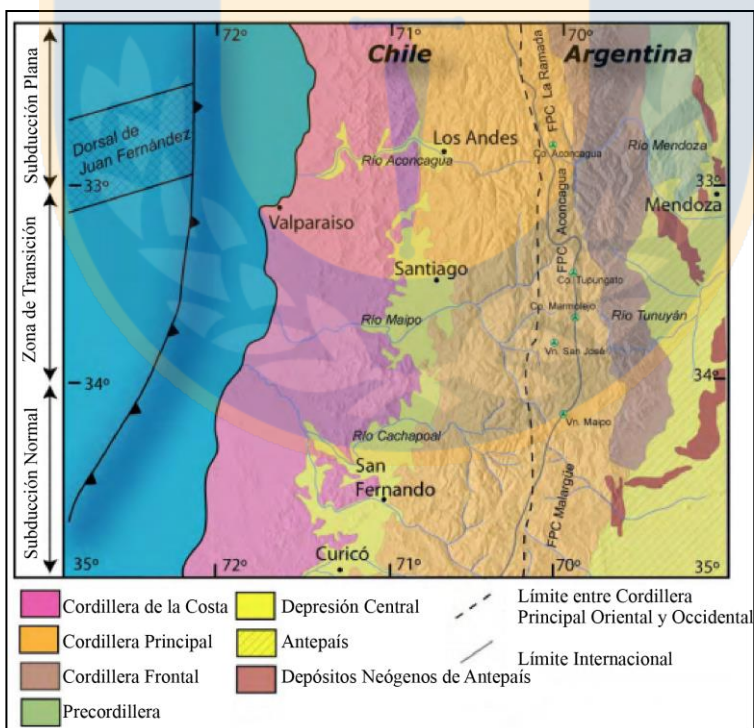 72°
71°
Chile
70°
Argentina
Subducción Plana
Zona de Transición
Subducción Normal
Dorsal de
Juan Fernández
FPC La Ramada
Los Andes
Río Aconcagua
Co. Aconcagua
Río Mendoza
33°
33°
Mendoza
Valparaiso
FPC Aconcagua
Santiago
Co. Tupungato
Co. Marmolejo
Río Maipo
Río Tunuyán
Vn. San José
34°
34°
Vn. Maipo
Río Cachapoal
San
Fernando
FPC Malargüe
Curicó
35°
72°
71°
70°
35°
Cordillera de la Costa
Depresión Central
Límite entre Cordillera
Principal Oriental y Occidental
Cordillera Principal
Antepaís
Límite Internacional
Cordillera Frontal
Depósitos Neógenos de Antepaís
Precordillera